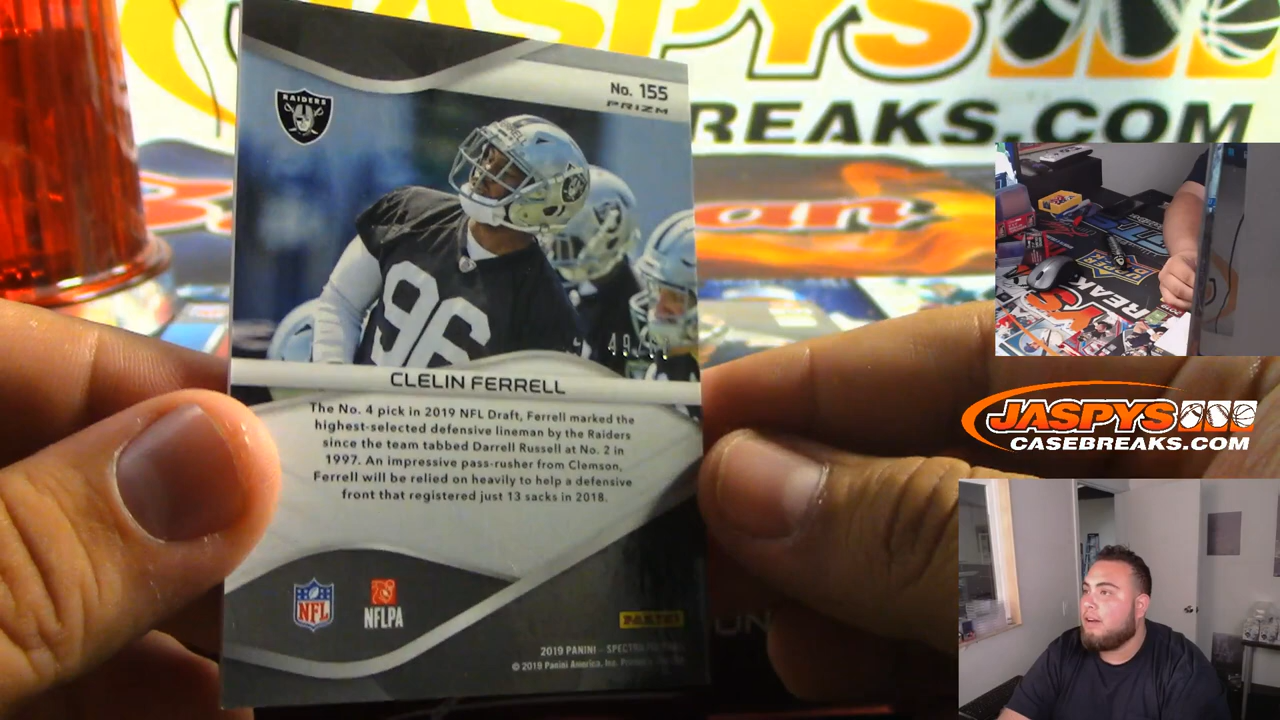 JASPYS
REAKS.COM
No. 155
PRIZM
RAIDERS
96
CLELIN FERRELL
The No. 4 pick in 2019 NFL Draft, Ferrell marked the
highest-selected defensive lineman by the Raiders
since the team tabbed Darrell Russell at No. 2 in
1997. An impressive pass-rusher from Clemson,
Ferrell will be relied on heavily to help a defensive
front that registered just 13 sacks in 2018.
NFL
NFLPA
PANINI
2019 PANINI – SPECTRA
© 2019 Panini America, Inc.
JASPYS
CASEBREAKS.COM